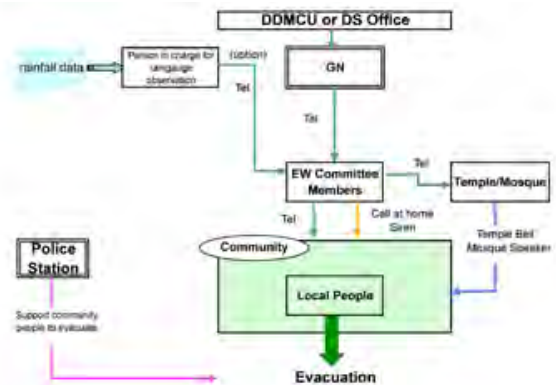 DDMCU or DS Office
rainfall data
Person in charge for
raingauge
observation
(option)
Tel
GN
Tel
EW Committee
Members
Tel
Temple/Mosque
Tel
Call at home
Siren
Temple Bell
Mosque Speaker
Community
Police
Station
Local People
Support community
people to evacuate
Evacuation